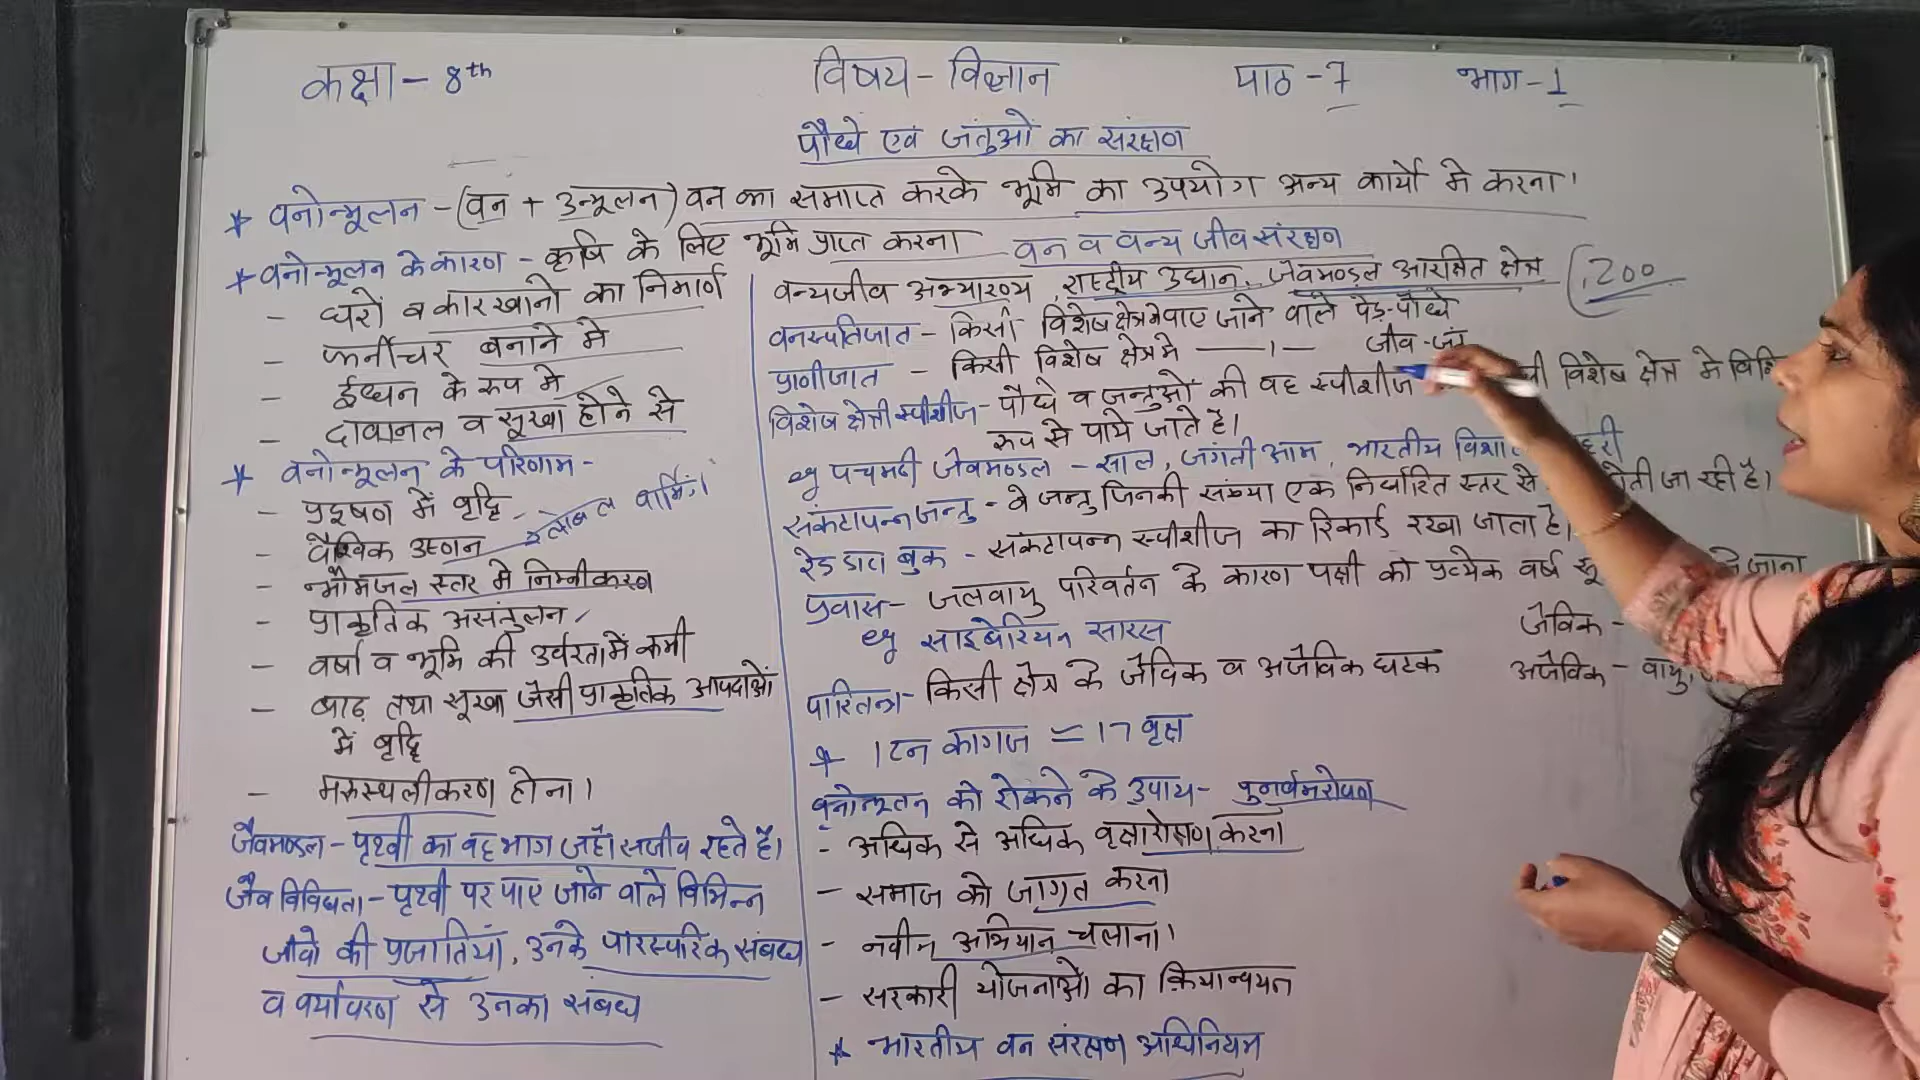 कक्षा - 8th विषय - विज्ञान पाठ - 7 भाग - 1
पौधे एवं जंतुओं का संरक्षण
* वनोन्मूलन - (वन + उन्मूलन) वन का समाप्त करके भूमि का उपयोग अन्य कार्यो मे करना।
* वनोन्मूलन के कारण - कृषि के लिए भूमि प्राप्त करना
- घरों व कारखानो का निमार्ण
- फर्नीचर बनाने मे
- ईंधन के रूप मे
- दावानल व सूखा होने से
* वनोन्मूलन के परिणाम -
- प्रदूषण में वृद्धि
- वैश्विक उष्णन → ग्लोबल वार्मिंग
- भौमजल स्तर मे निम्नीकरण
- प्राकृतिक असंतुलन
- वर्षा व भूमि की उर्वरता में कमी
- बाढ़ तथा सूखा जैसी प्राकृतिक आपदाओं
में वृद्धि
- मरुस्थलीकरण होना।
जैवमण्डल - पृथ्वी का वह भाग जहाँ सजीव रहते है।
जैव विविधता - पृथ्वी पर पाए जाने वाले विभिन्न
जीवो की प्रजातियाँ, उनके पारस्परिक संबंध
व पर्यावरण से उनका संबंध
वन व वन्य जीव संरक्षण
वन्यजीव अभ्यारण्य, राष्ट्रीय उद्यान, जैवमण्डल आरक्षित क्षेत्र 200
वनस्पतिजात - किसी विशेष क्षेत्र मे पाए जाने वाले पेड़-पौधे
प्राणीजात - किसी विशेष क्षेत्र मे —— । — जीव-जं
विशेष क्षेत्री स्पीशीज - पौधे व जन्तुओं की वह स्पीशीज विशेष क्षेत्र मे
रूप से पाये जाते है।
eg पचमढ़ी जैवमण्डल - साल, जंगली आम, भारतीय
संकटापन्न जन्तु - वे जन्तु जिनकी संख्या एक निर्धारित स्तर से जा रही है।
रेड डाटा बुक - संकटापन्न स्पीशीज का रिकार्ड रखा जाता है।
प्रवास - जलवायु परिवर्तन के कारण पक्षी को प्रत्येक वर्ष जाना
eg साइबेरियन सारस
पारितन्त्र - किसी क्षेत्र के जैविक व अजैविक घटक
जैविक -
अजैविक - वायु,
* 1 टन कागज = 17 वृक्ष
वनोन्मूलन को रोकने के उपाय - पुनर्वनरोपण
- अधिक से अधिक वृक्षारोपण करना
- समाज को जागृत करना
- नवीन अभियान चलाना।
- सरकारी योजनाओ का क्रियान्वयन
* भारतीय वन संरक्षण अधिनियम